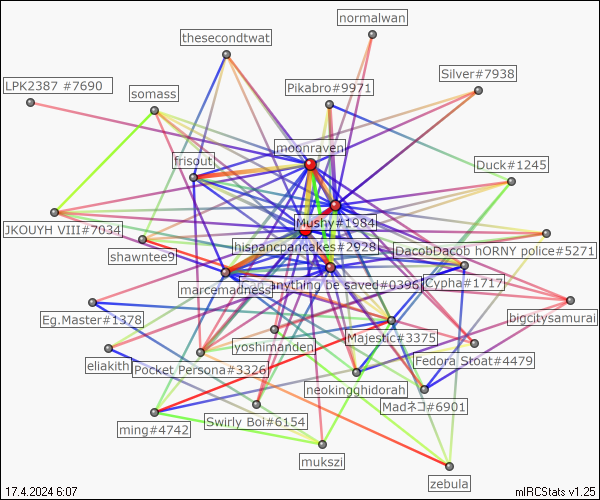 normalwan
thesecondtwat
Silver#7938
LPK2387 #7690
Pikabro#9971
somass
moonraven
frisout
Duck#1245
Mushy#1984
JKOUYH VIII#7034
hispancpancakes#2928
DacobDacob hORNY police#5271
shawntee9
marcemadness
anything be saved#0396
Cypha#1717
bigcitysamurai
Eg.Master#1378
Majestic#3375
yoshimanden
Fedora Stoat#4479
eliakith
Pocket Persona#3326
neokingghidorah
Madネコ#6901
Swirly Boi#6154
ming#4742
mukszi
zebula
17.4.2024 6:07
mIRCStats v1.25